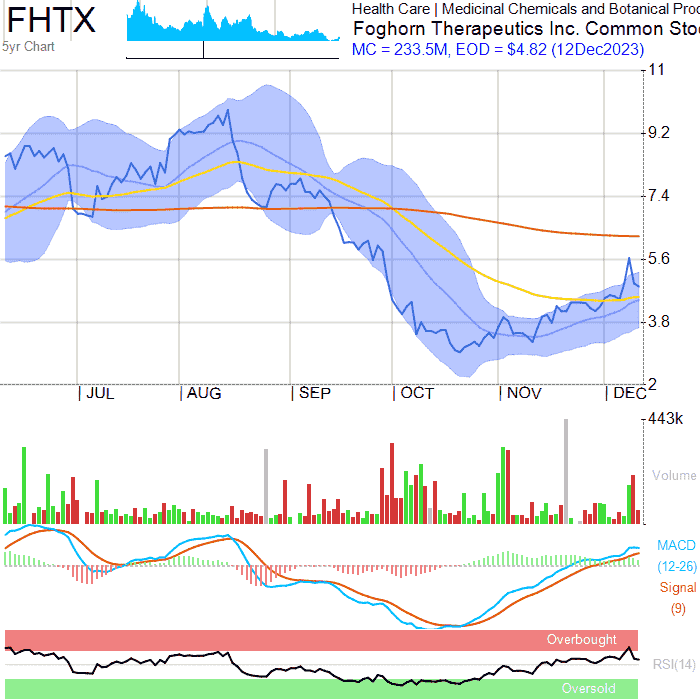 FHTX
5yr Chart
Health Care | Medicinal Chemicals and Botanical Prod
Foghorn Therapeutics Inc. Common Sto
MC = 233.5M, EOD = $4.82 (12Dec2023)
11
9.2
7.4
5.6
3.8
2
JUL
AUG
SEP
OCT
NOV
DEC
443k
Volume
MACD
(12-26)
Signal
(9)
Overbought
RSI(14)
Oversold